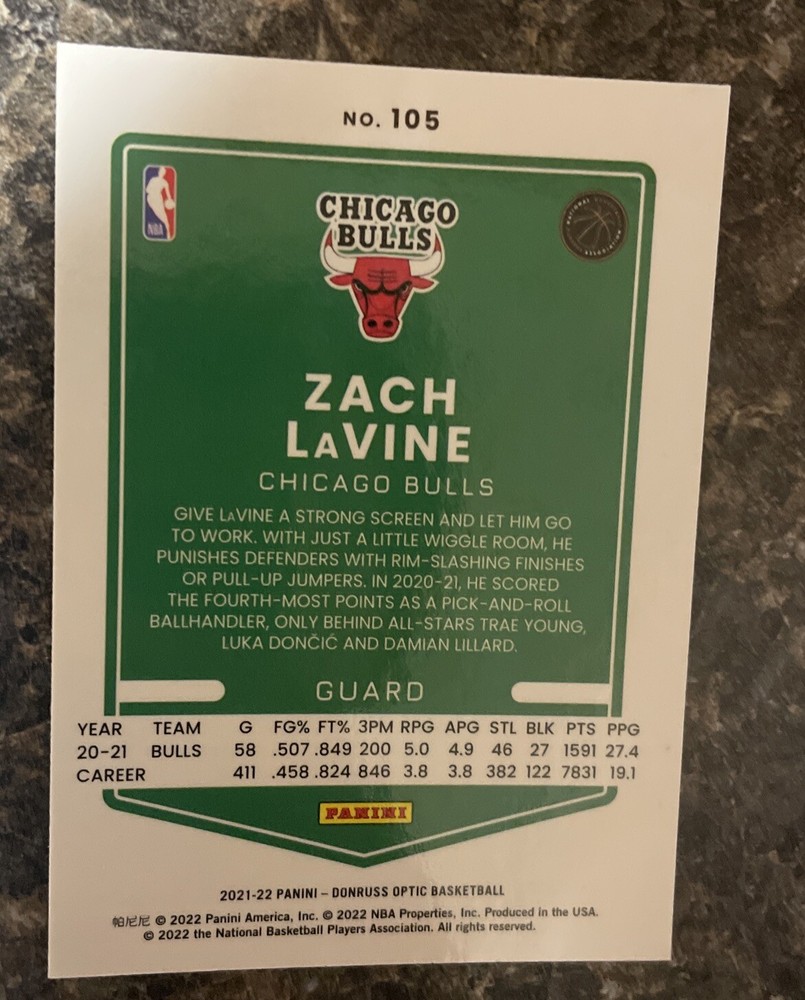 NO. 105
NBA
CHICAGO
BULLS
NATIONAL
ASSOCIATION
ZACH
LaVINE
CHICAGO BULLS
GIVE LaVINE A STRONG SCREEN AND LET HIM GO
TO WORK. WITH JUST A LITTLE WIGGLE ROOM, HE
PUNISHES DEFENDERS WITH RIM-SLASHING FINISHES
OR PULL-UP JUMPERS. IN 2020-21, HE SCORED
THE FOURTH-MOST POINTS AS A PICK-AND-ROLL
BALLHANDLER, ONLY BEHIND ALL-STARS TRAE YOUNG,
LUKA DONČIĆ AND DAMIAN LILLARD.
GUARD
YEAR TEAM G FG% FT% 3PM RPG APG STL BLK PTS PPG
20-21 BULLS 58 .507 .849 200 5.0 4.9 46 27 1591 27.4
CAREER 411 .458 .824 846 3.8 3.8 382 122 7831 19.1
PANINI
2021-22 PANINI – DONRUSS OPTIC BASKETBALL
帕尼尼 © 2022 Panini America, Inc. © 2022 NBA Properties, Inc. Produced in the USA.
© 2022 the National Basketball Players Association. All rights reserved.